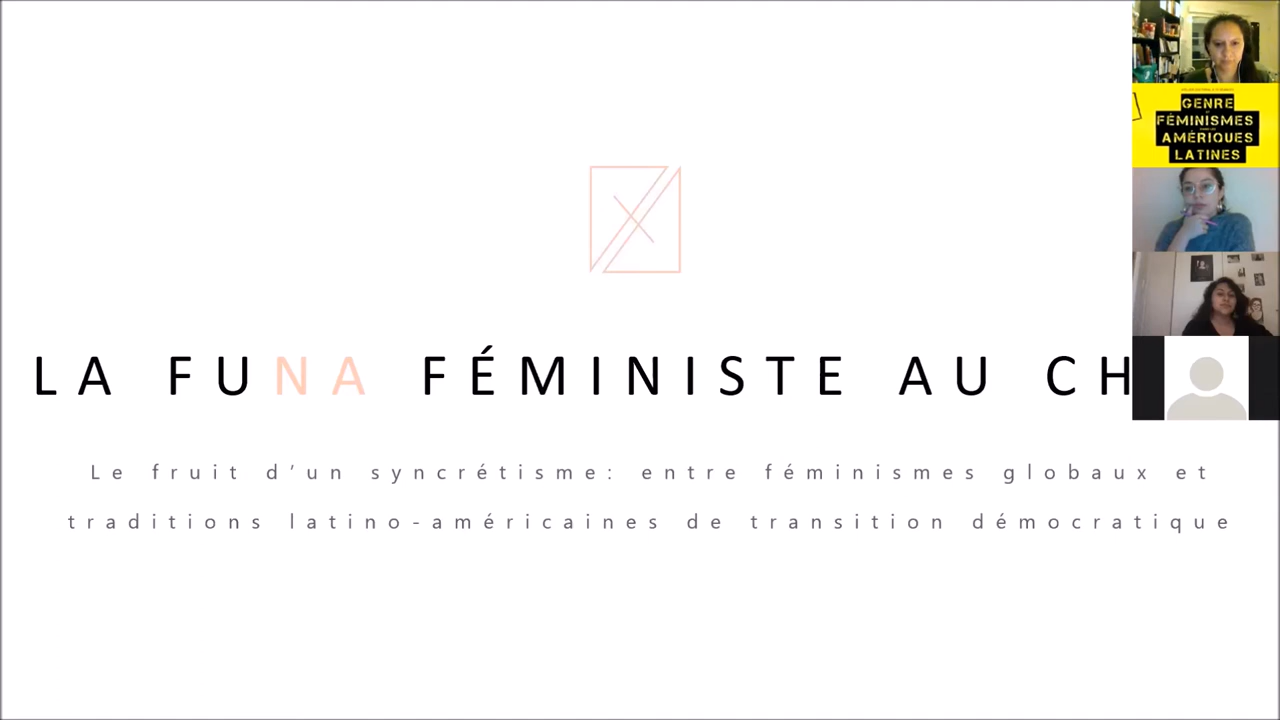 LA FUNA FÉMINISTE AU CH
Le fruit d'un syncrétisme: entre féminismes globaux et
traditions latino-américaines de transition démocratique
GENRE
FÉMINISMES
AMÉRIQUES
LATINES